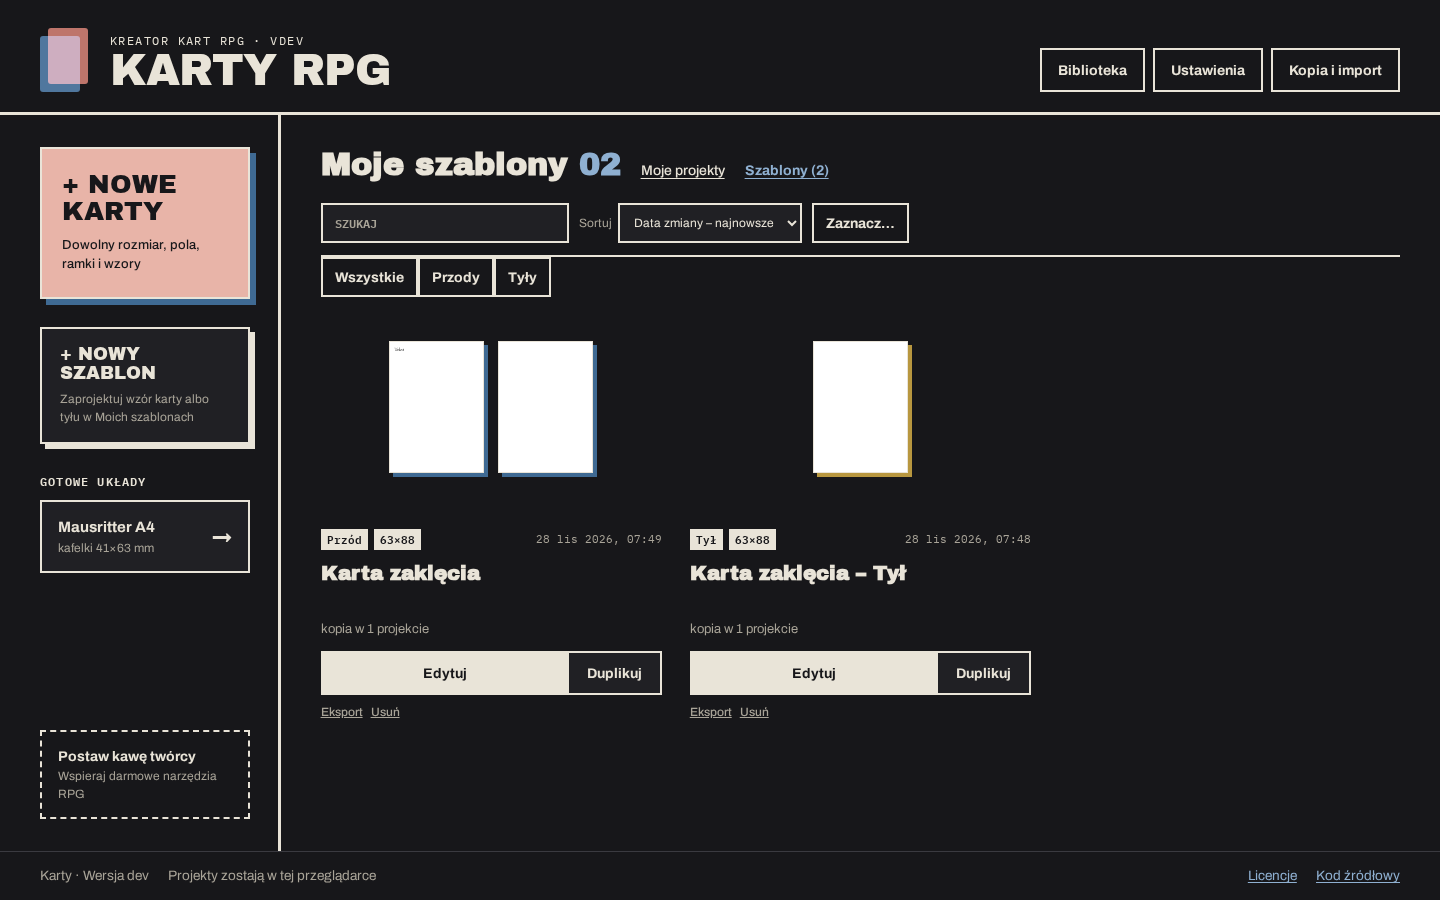 KREATOR KART RPG · VDEV
KARTY RPG
Biblioteka
Ustawienia
Kopia i import
+ NOWE
KARTY
Dowolny rozmiar, pola,
ramki i wzory
+ NOWY
SZABLON
Zaprojektuj wzór karty albo
tyłu w Moich szablonach
GOTOWE UKŁADY
Mausritter A4
kafelki 41×63 mm
→
Postaw kawę twórcy
Wspieraj darmowe narzędzia
RPG
Moje szablony 02
Moje projekty
Szablony (2)
SZUKAJ
Sortuj
Data zmiany – najnowsze
Zaznacz...
Wszystkie
Przody
Tyły
Przód
63×88
28 lis 2026, 07:49
Karta zaklęcia
kopia w 1 projekcie
Edytuj
Duplikuj
Eksport
Usuń
Tył
63×88
28 lis 2026, 07:48
Karta zaklęcia – Tył
kopia w 1 projekcie
Edytuj
Duplikuj
Eksport
Usuń
Karty · Wersja dev
Projekty zostają w tej przeglądarce
Licencje
Kod źródłowy